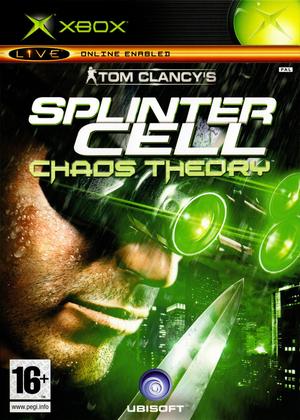 XBOX
LIVE ONLINE ENABLED
PAL
TOM CLANCY'S
SPLINTER
CELL
CHAOS THEORY
16+
www.pegi.info
UBISOFT